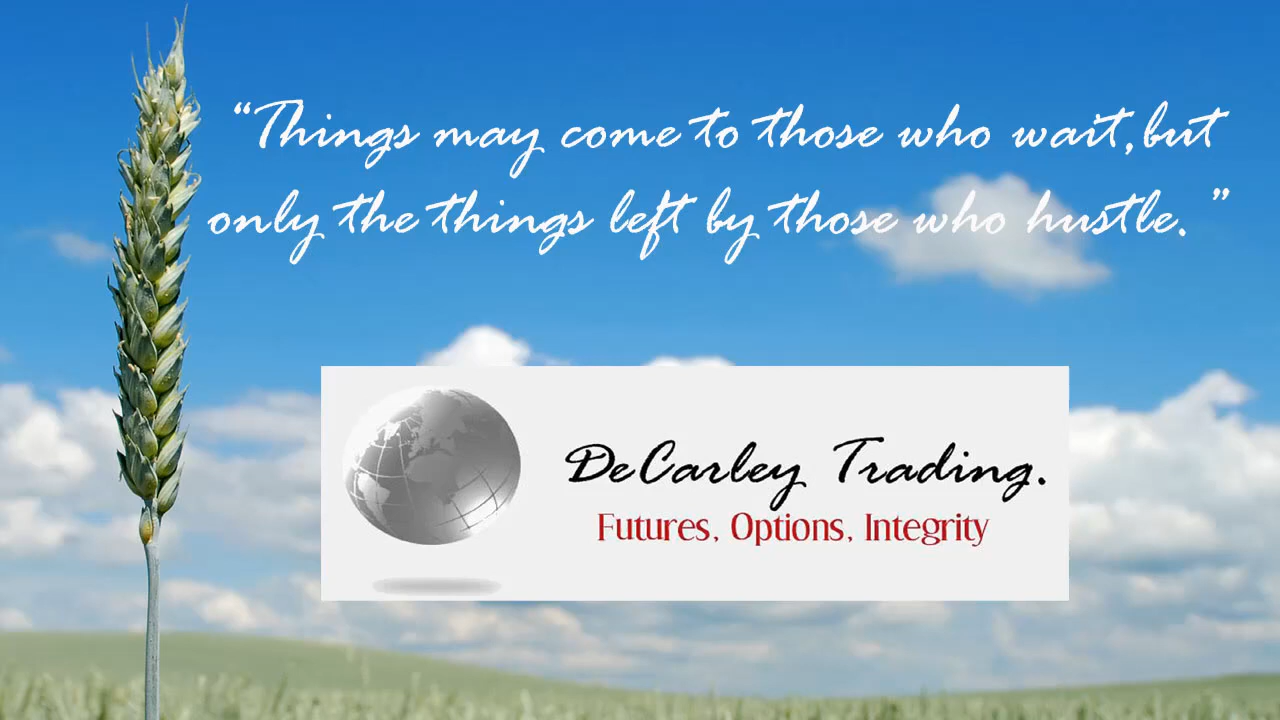 “Things may come to those who wait, but
only the things left by those who hustle.”
DeCarley Trading.
Futures, Options, Integrity